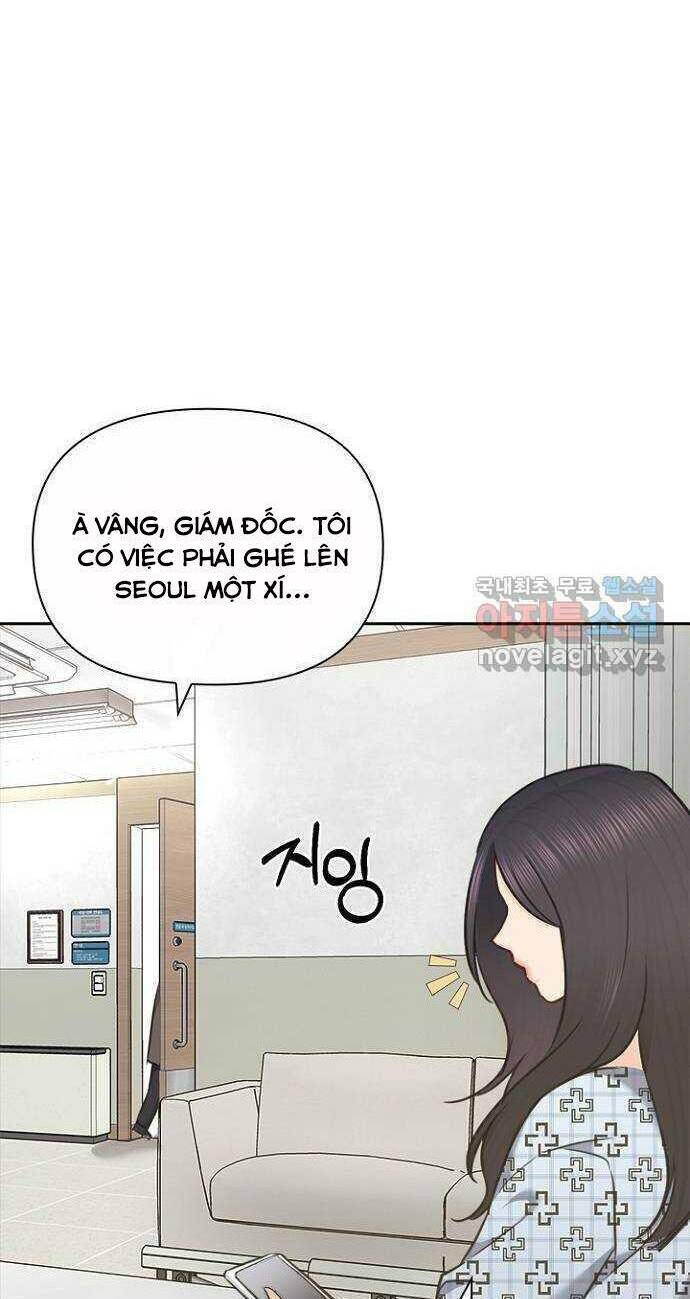 À VÂNG, GIÁM ĐỐC. TÔI
CÓ VIỆC PHẢI GHÉ LÊN
SEOUL MỘT XÍ...
국내최초 무료 웹소설
아지툰소설
novelagit.xyz
지잉